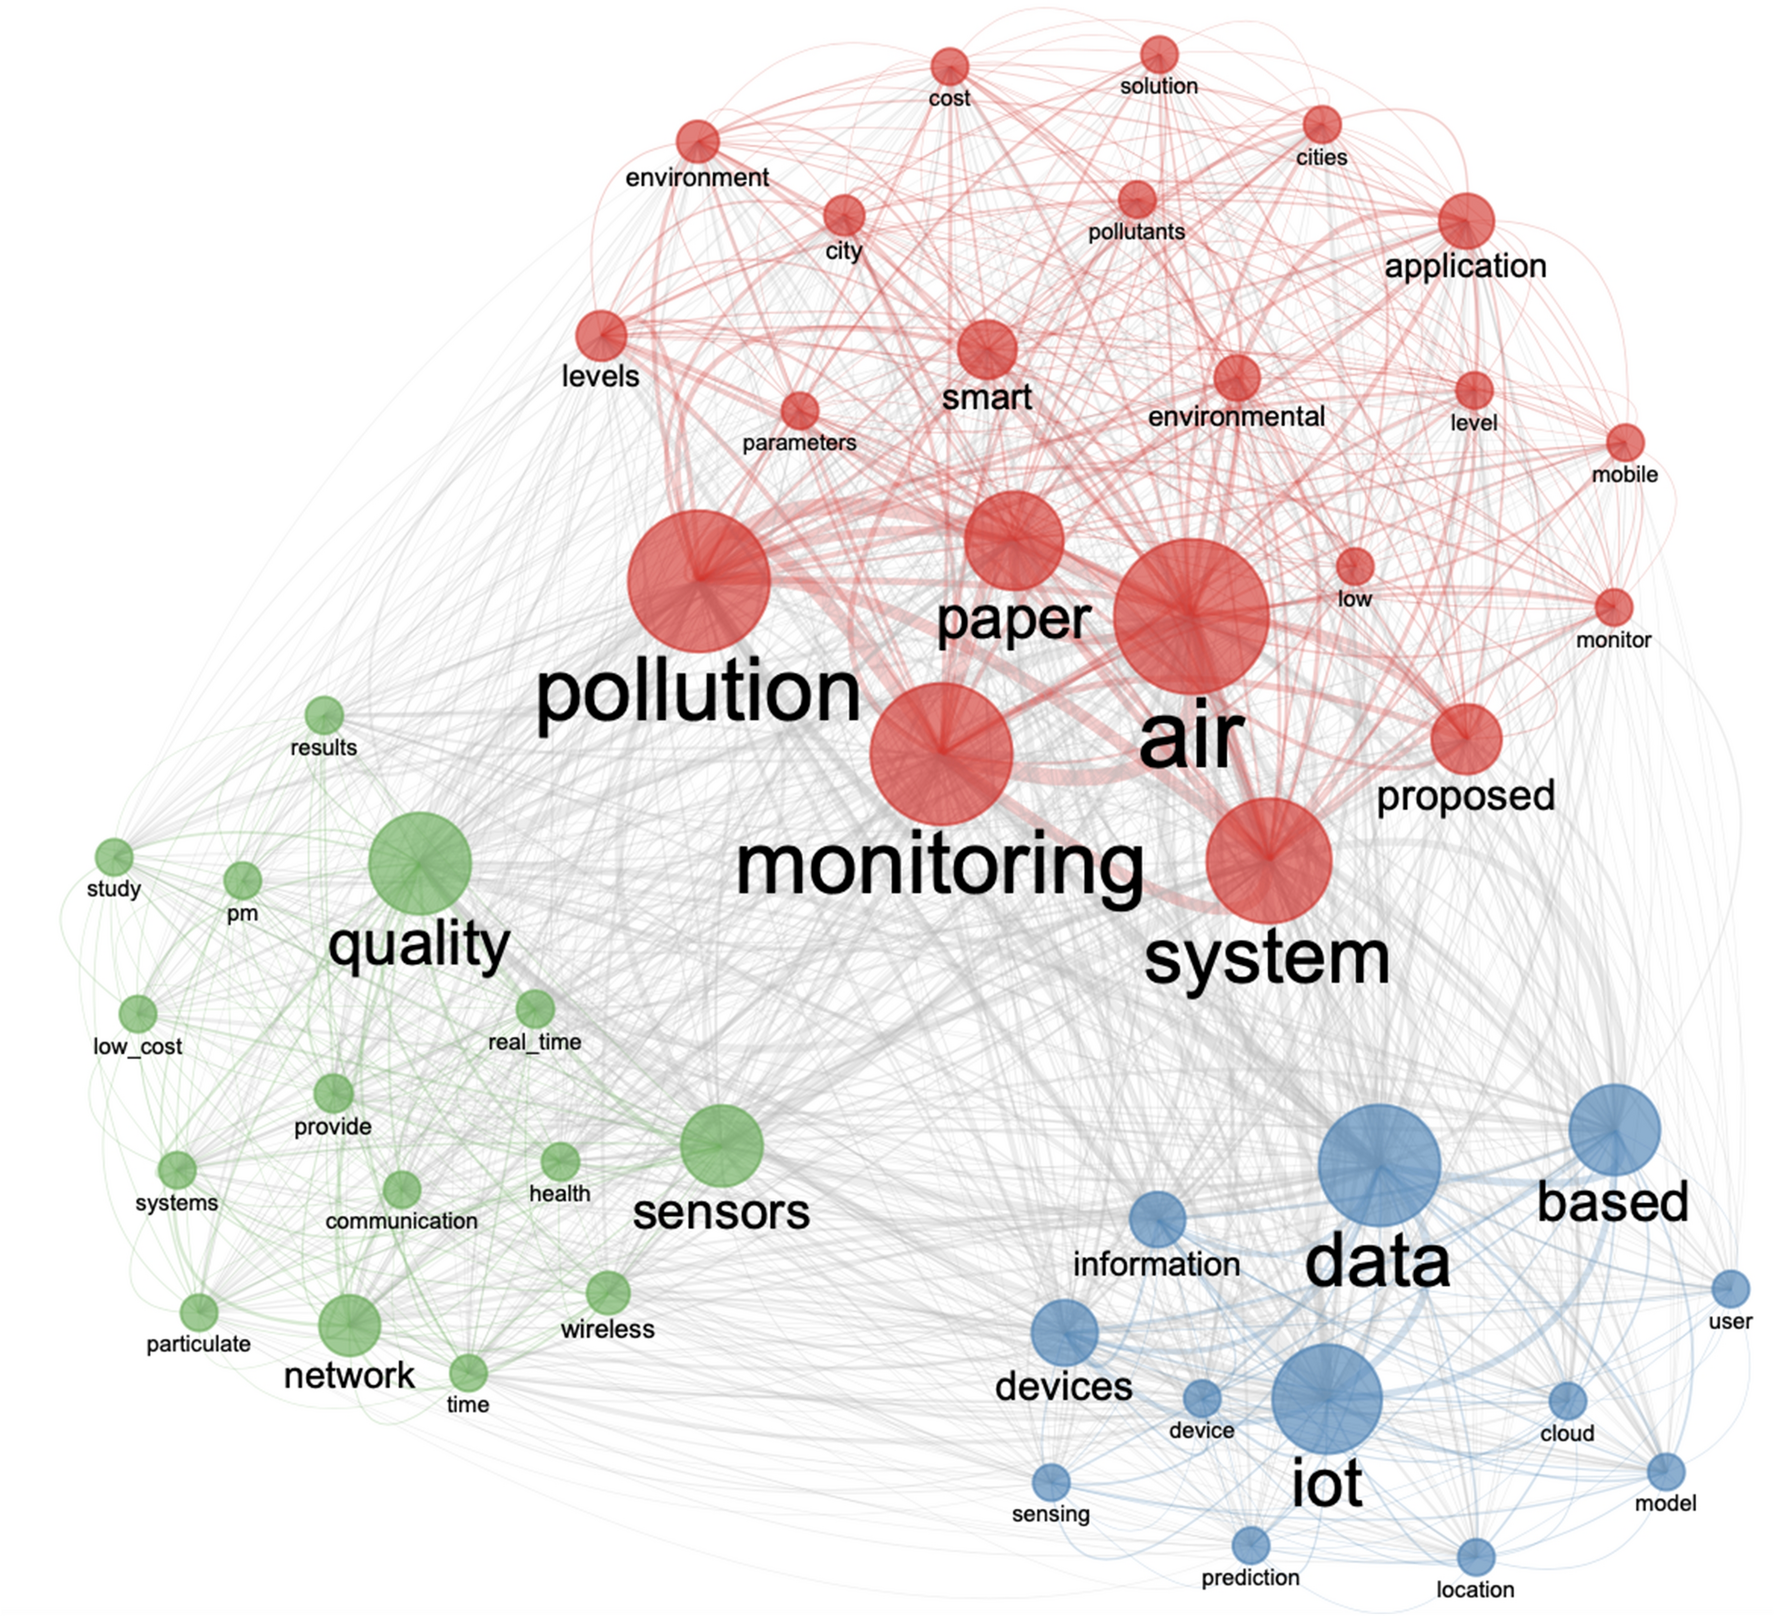 cost
solution
cities
environment
city
pollutants
application
levels
smart
environmental
level
parameters
mobile
paper
low
monitor
pollution
air
results
proposed
monitoring
study
pm
quality
system
low_cost
real_time
provide
systems
health
based
communication
sensors
information
data
user
particulate
wireless
network
devices
time
device
cloud
iot
model
sensing
prediction
location